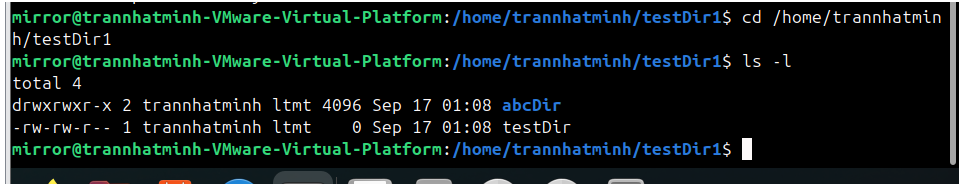 mirror@trannhatminh-VMware-Virtual-Platform:/home/trannhatminh/testDir1$ cd /home/trannhatmin
h/testDir1
mirror@trannhatminh-VMware-Virtual-Platform:/home/trannhatminh/testDir1$ ls -l
total 4
drwxrwxr-x 2 trannhatminh ltmt 4096 Sep 17 01:08 abcDir
-rw-rw-r-- 1 trannhatminh ltmt    0 Sep 17 01:08 testDir
mirror@trannhatminh-VMware-Virtual-Platform:/home/trannhatminh/testDir1$